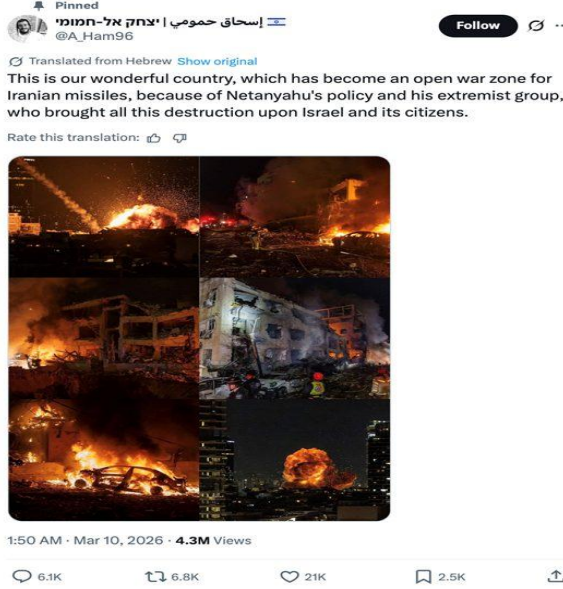 Pinned
יצחק אל-חמומי | إسحاق حمومي 🇮🇱
@A_Ham96
Follow
Translated from Hebrew Show original
This is our wonderful country, which has become an open war zone for
Iranian missiles, because of Netanyahu's policy and his extremist group,
who brought all this destruction upon Israel and its citizens.
Rate this translation:
1:50 AM · Mar 10, 2026 · 4.3M Views
6.1K 6.8K 21K 2.5K